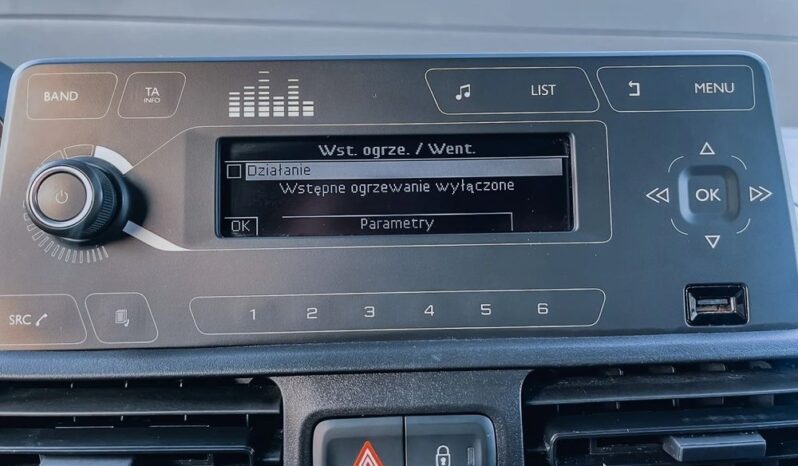 BAND
TA
INFO
LIST
MENU
Wst. ogrze. / Went.
Działanie
Wstępne ogrzewanie wyłączone
OK
Parametry
OK
SRC
1 2 3 4 5 6